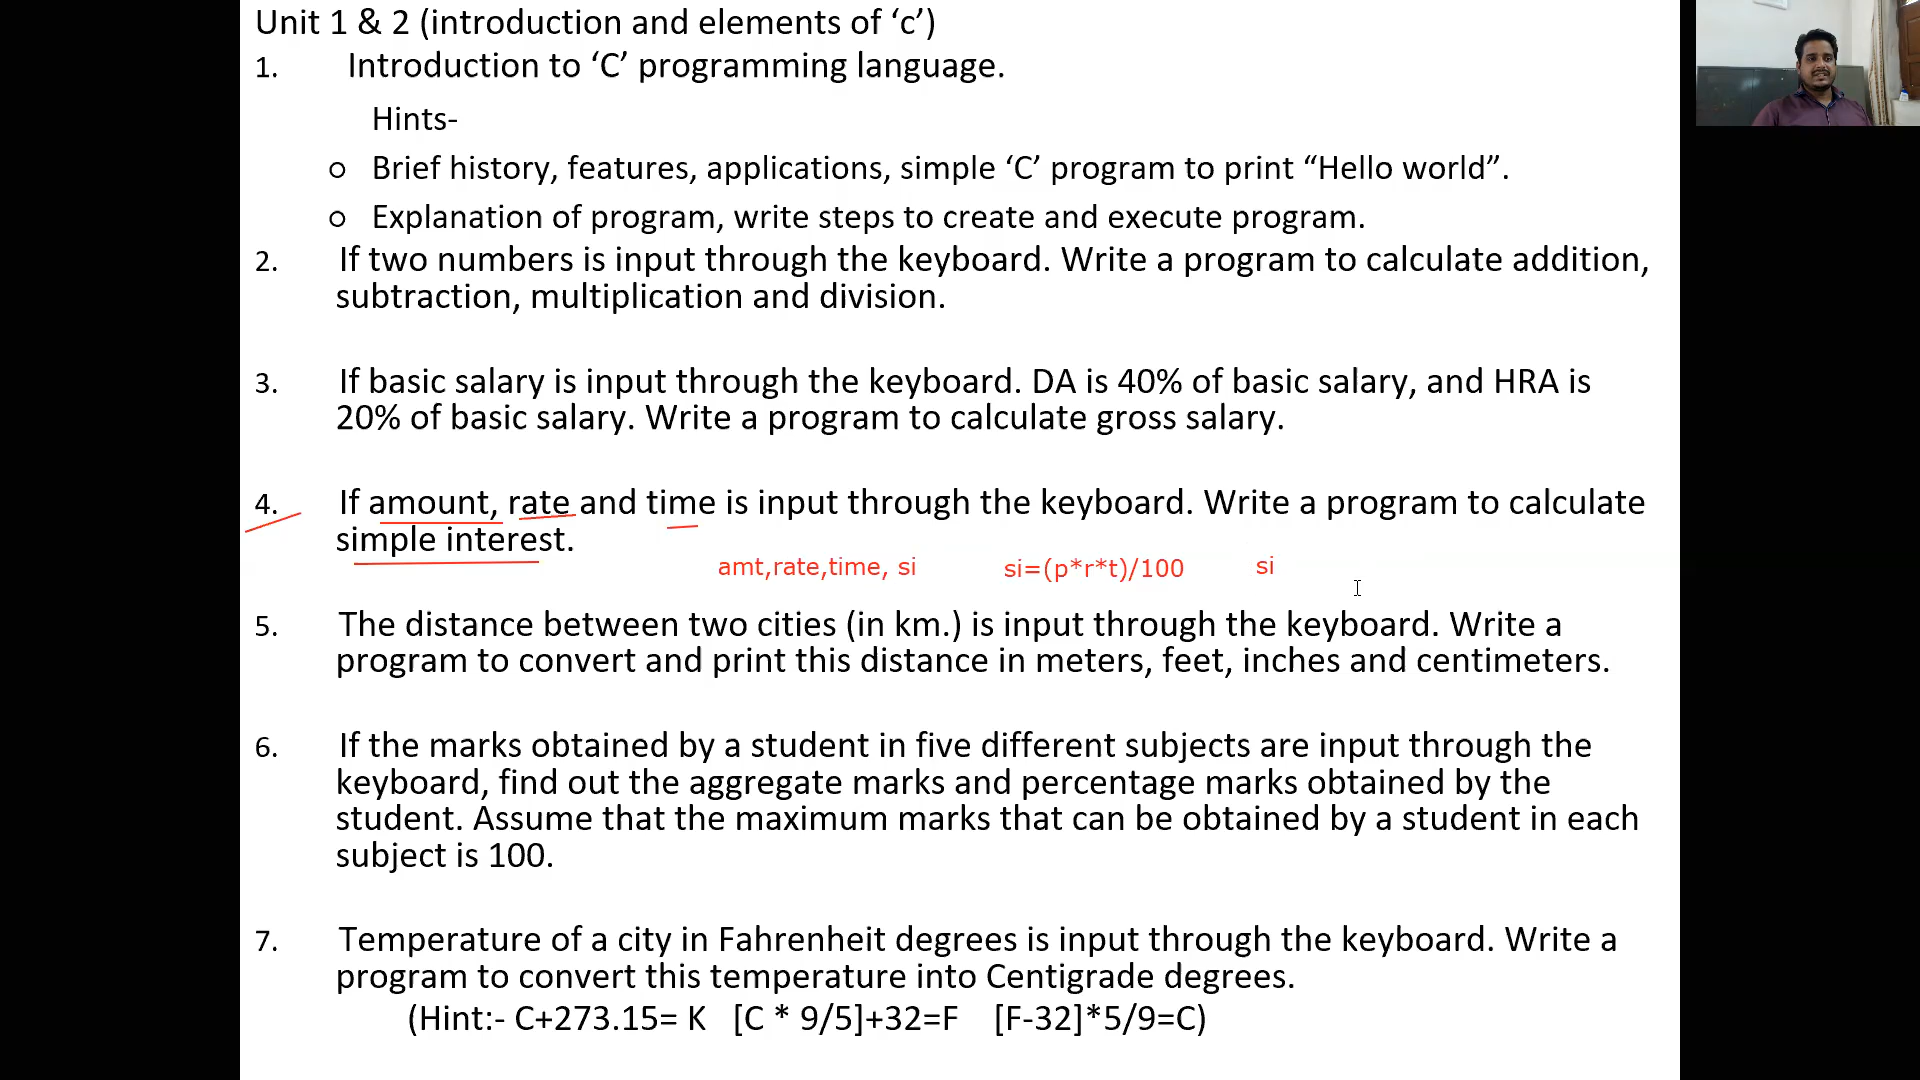 Unit 1 & 2 (introduction and elements of ‘c’)
1. Introduction to ‘C’ programming language.
Hints-
o Brief history, features, applications, simple ‘C’ program to print “Hello world”.
o Explanation of program, write steps to create and execute program.
2. If two numbers is input through the keyboard. Write a program to calculate addition,
subtraction, multiplication and division.
3. If basic salary is input through the keyboard. DA is 40% of basic salary, and HRA is
20% of basic salary. Write a program to calculate gross salary.
4. If amount, rate and time is input through the keyboard. Write a program to calculate
simple interest.
amt,rate,time, si si=(p*r*t)/100 si
5. The distance between two cities (in km.) is input through the keyboard. Write a
program to convert and print this distance in meters, feet, inches and centimeters.
6. If the marks obtained by a student in five different subjects are input through the
keyboard, find out the aggregate marks and percentage marks obtained by the
student. Assume that the maximum marks that can be obtained by a student in each
subject is 100.
7. Temperature of a city in Fahrenheit degrees is input through the keyboard. Write a
program to convert this temperature into Centigrade degrees.
(Hint:- C+273.15= K [C * 9/5]+32=F [F-32]*5/9=C)